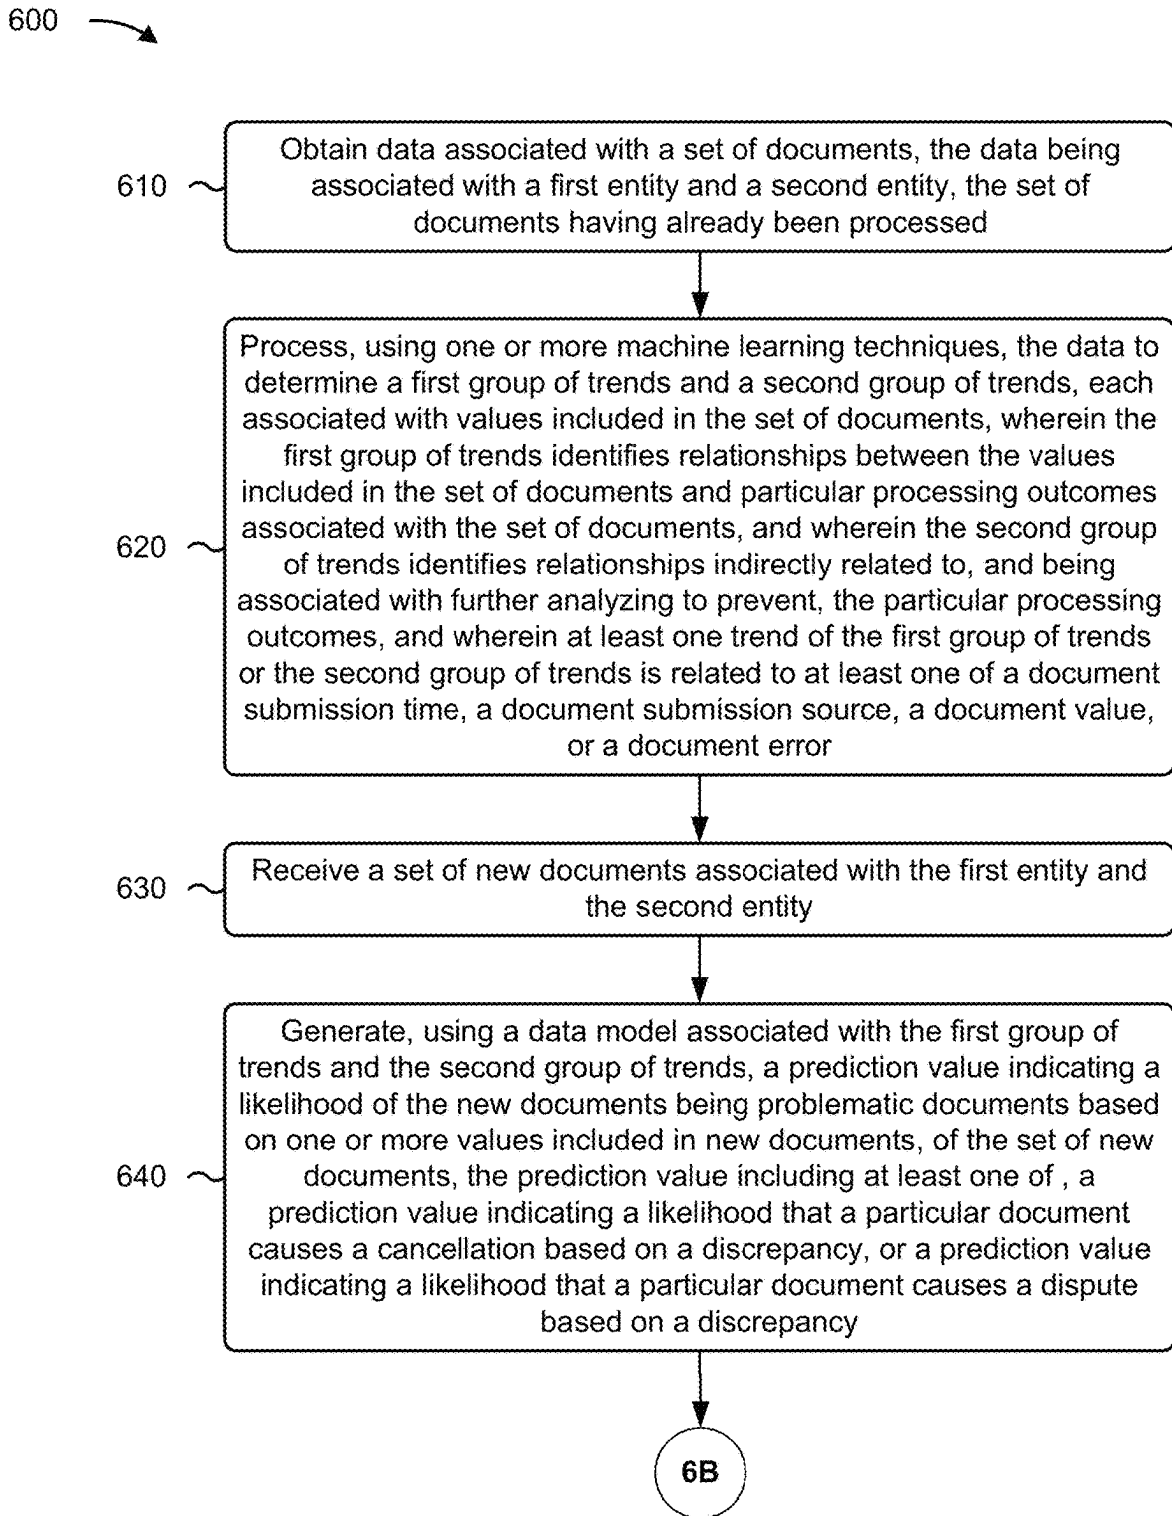 600
610
Obtain data associated with a set of documents, the data being
associated with a first entity and a second entity, the set of
documents having already been processed
620
Process, using one or more machine learning techniques, the data to
determine a first group of trends and a second group of trends, each
associated with values included in the set of documents, wherein the
first group of trends identifies relationships between the values
included in the set of documents and particular processing outcomes
associated with the set of documents, and wherein the second group
of trends identifies relationships indirectly related to, and being
associated with further analyzing to prevent, the particular processing
outcomes, and wherein at least one trend of the first group of trends
or the second group of trends is related to at least one of a document
submission time, a document submission source, a document value,
or a document error
630
Receive a set of new documents associated with the first entity and
the second entity
640
Generate, using a data model associated with the first group of
trends and the second group of trends, a prediction value indicating a
likelihood of the new documents being problematic documents based
on one or more values included in new documents, of the set of new
documents, the prediction value including at least one of , a
prediction value indicating a likelihood that a particular document
causes a cancellation based on a discrepancy, or a prediction value
indicating a likelihood that a particular document causes a dispute
based on a discrepancy
6B